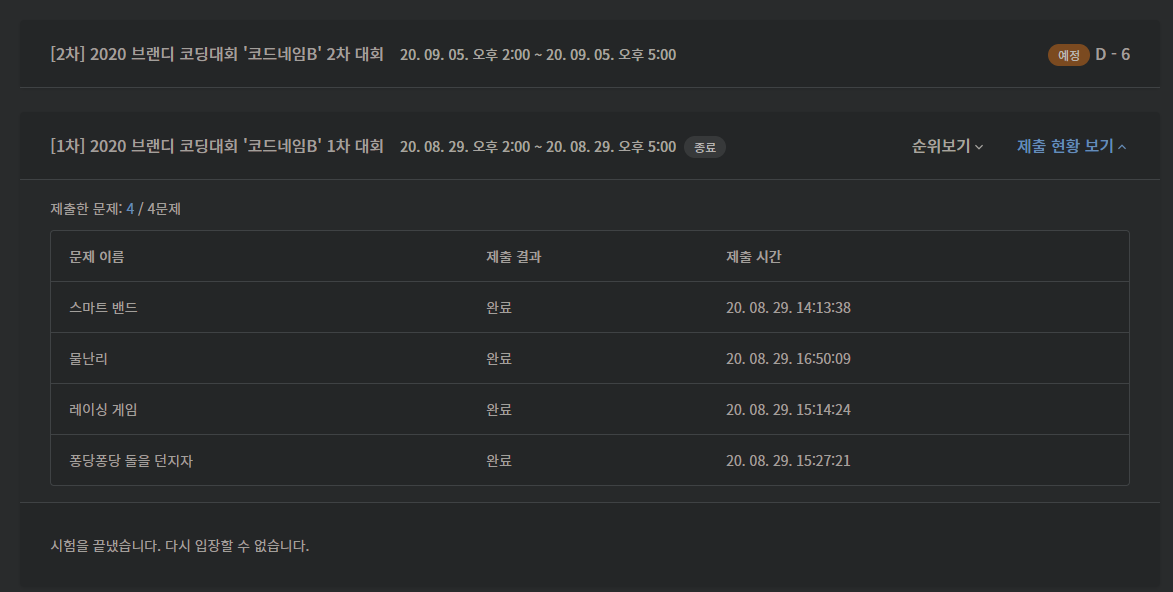 [2차] 2020 브랜디 코딩대회 '코드네임B' 2차 대회 20. 09. 05. 오후 2:00 ~ 20. 09. 05. 오후 5:00 예정 D - 6
[1차] 2020 브랜디 코딩대회 '코드네임B' 1차 대회 20. 08. 29. 오후 2:00 ~ 20. 08. 29. 오후 5:00 종료 순위보기 제출 현황 보기
제출한 문제: 4 / 4문제
문제 이름 제출 결과 제출 시간
스마트 밴드 완료 20. 08. 29. 14:13:38
물난리 완료 20. 08. 29. 16:50:09
레이싱 게임 완료 20. 08. 29. 15:14:24
퐁당퐁당 돌을 던지자 완료 20. 08. 29. 15:27:21
시험을 끝냈습니다. 다시 입장할 수 없습니다.